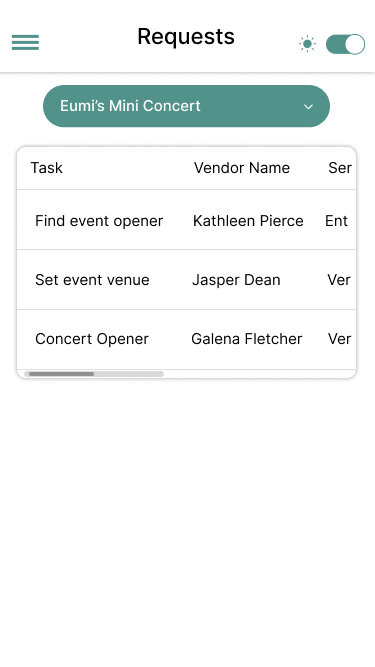 Requests
Eumi's Mini Concert
Task Vendor Name Ser
Find event opener Kathleen Pierce Ent
Set event venue Jasper Dean Ver
Concert Opener Galena Fletcher Ver